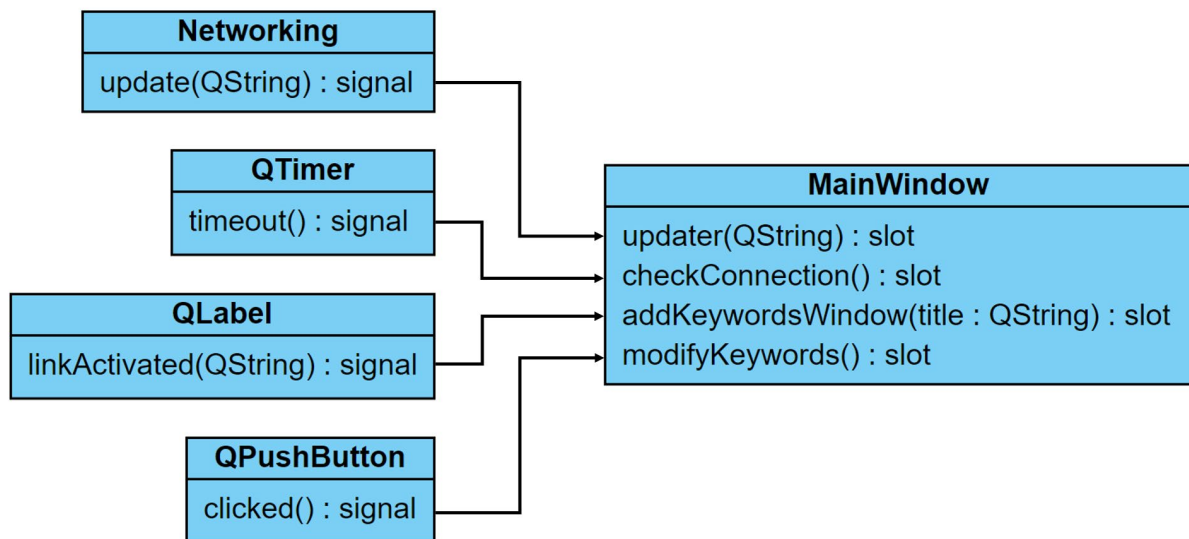 Networking
update(QString) : signal
QTimer
timeout() : signal
QLabel
linkActivated(QString) : signal
QPushButton
clicked() : signal
MainWindow
updater(QString) : slot
checkConnection() : slot
addKeywordsWindow(title : QString) : slot
modifyKeywords() : slot